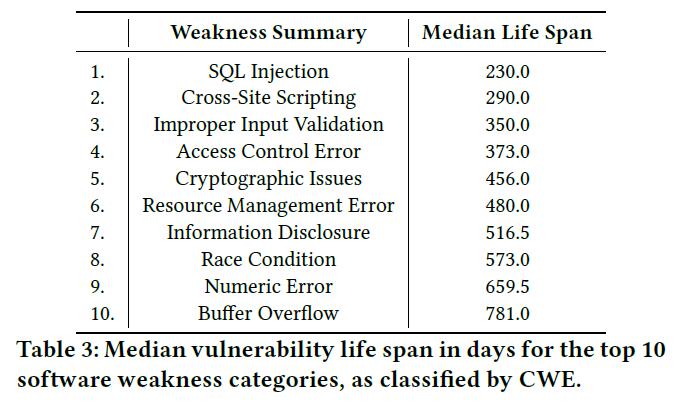 Weakness Summary Median Life Span
1. SQL Injection 230.0
2. Cross-Site Scripting 290.0
3. Improper Input Validation 350.0
4. Access Control Error 373.0
5. Cryptographic Issues 456.0
6. Resource Management Error 480.0
7. Information Disclosure 516.5
8. Race Condition 573.0
9. Numeric Error 659.5
10. Buffer Overflow 781.0
Table 3: Median vulnerability life span in days for the top 10
software weakness categories, as classified by CWE.